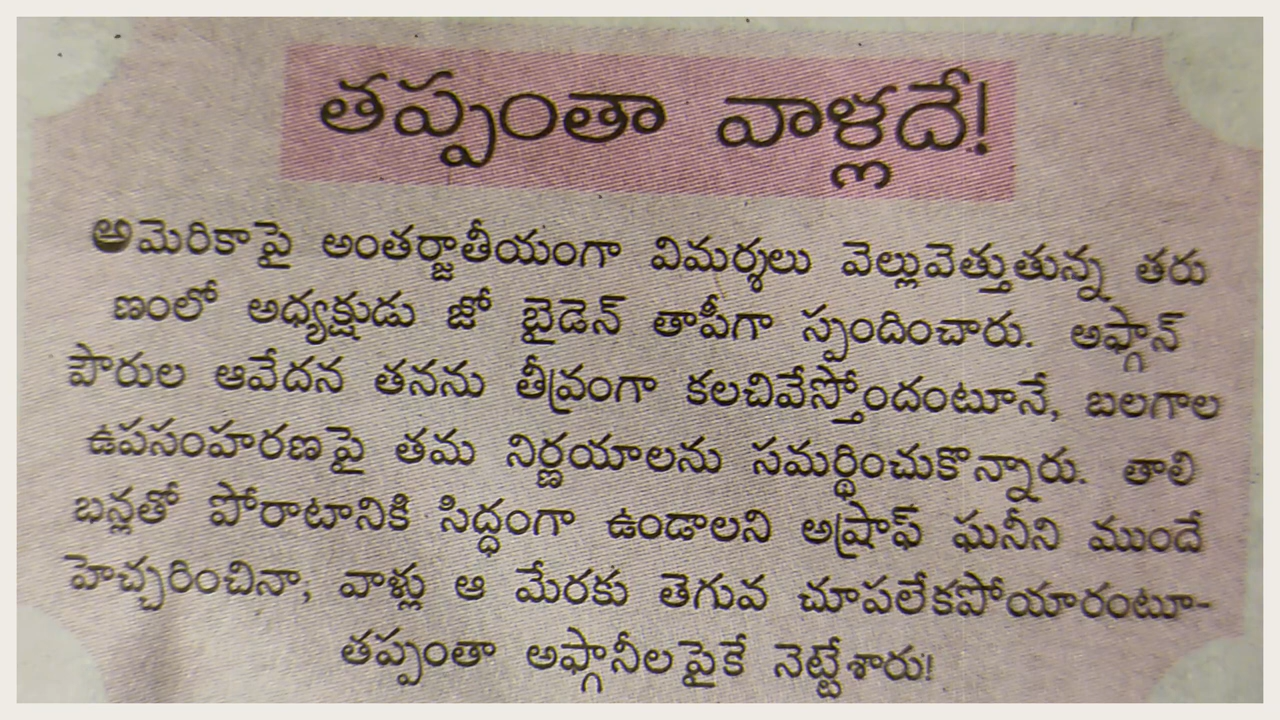 తప్పంతా వాళ్లదే!
అమెరికాపై అంతర్జాతీయంగా విమర్శలు వెల్లువెత్తుతున్న తరు
ణంలో అధ్యక్షుడు జో బైడెన్ తాపీగా స్పందించారు. అఫ్గాన్
పౌరుల ఆవేదన తనను తీవ్రంగా కలచివేస్తోందంటూనే, బలగాల
ఉపసంహరణపై తమ నిర్ణయాలను సమర్థించుకొన్నారు. తాలి
బన్లతో పోరాటానికి సిద్ధంగా ఉండాలని అష్రాఫ్ ఘనీని ముందే
హెచ్చరించినా, వాళ్లు ఆ మేరకు తెగువ చూపలేకపోయారంటూ-
తప్పంతా అఫ్గానీలపైకే నెట్టేశారు!